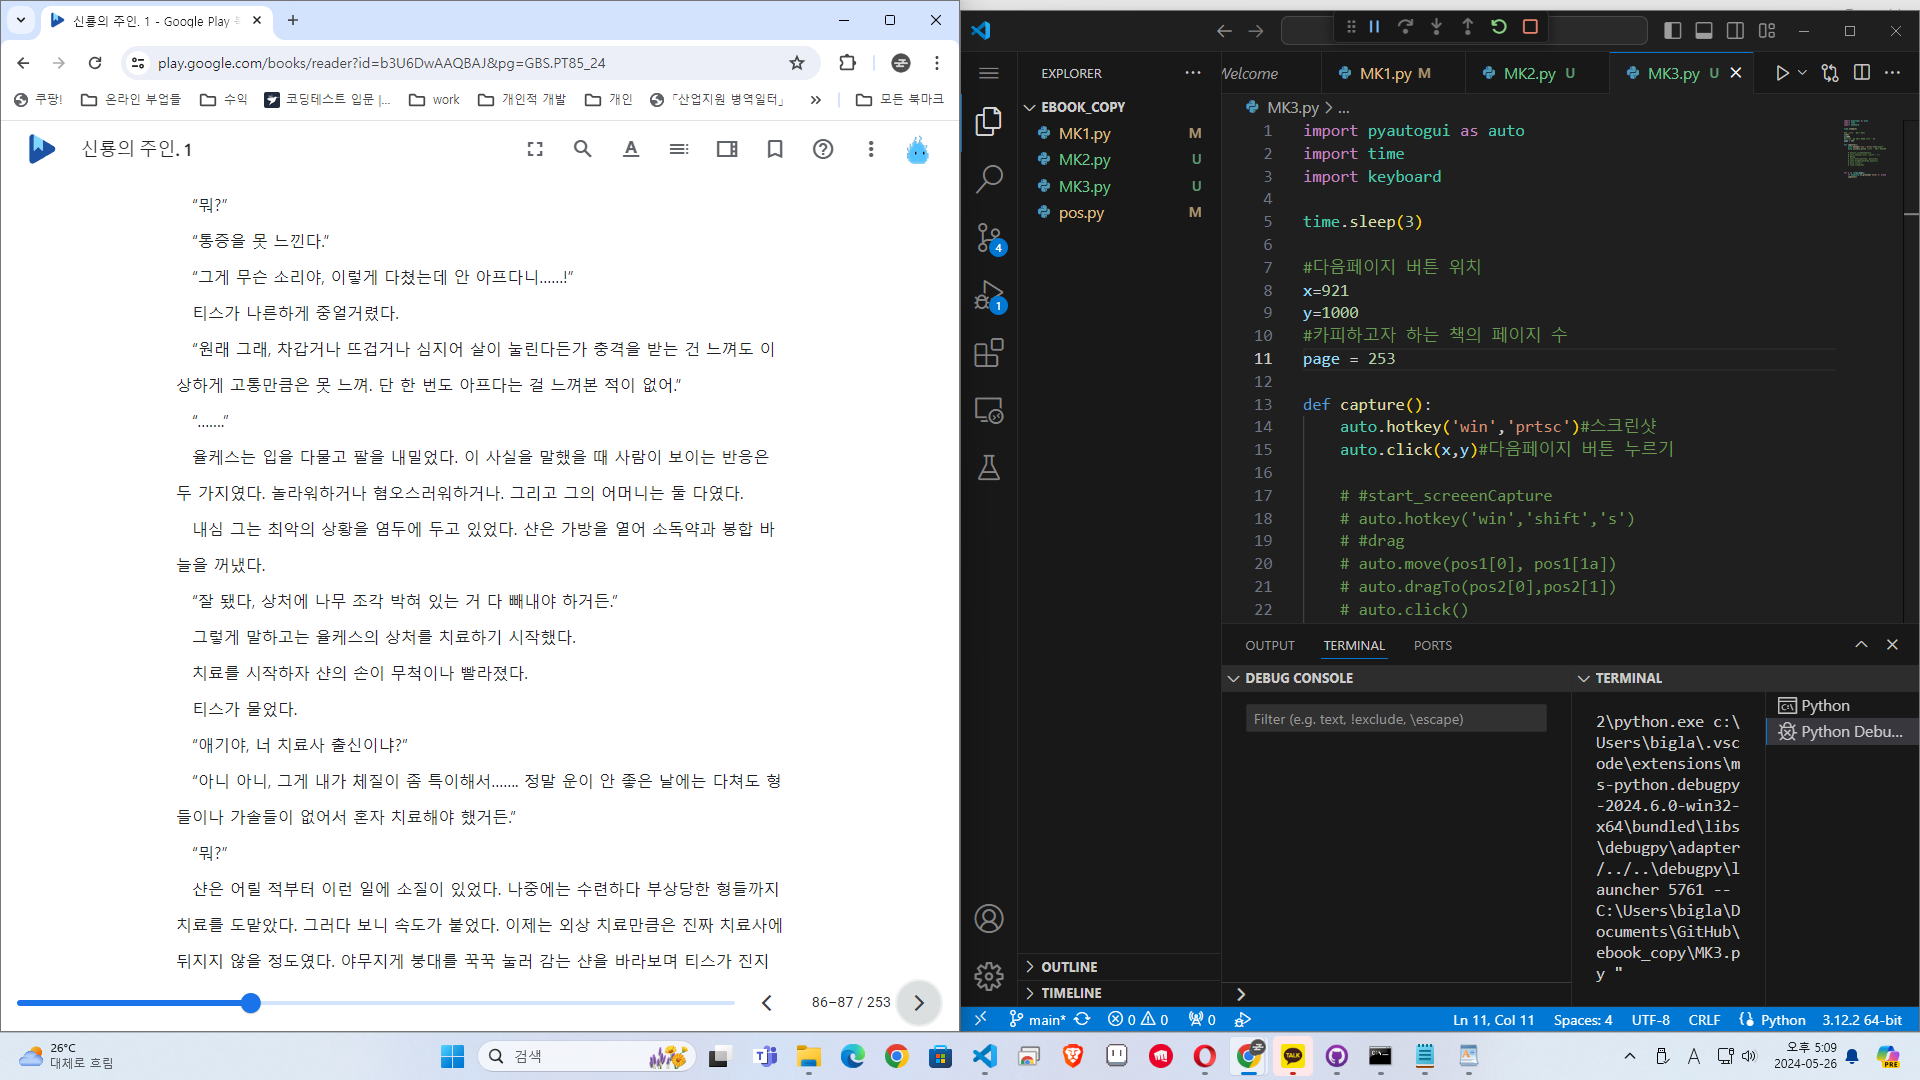 신룡의 주인. 1 - Google Play
play.google.com/books/reader?id=b3U6DwAAQBAJ&pg=GBS.PT85_24
쿠팡! 온라인 부업들 수익 코딩테스트 입문 |... work 개인적 개발 개인 「산업지원 병역일터」 » 모든 북마크
신룡의 주인. 1
“뭐?”
“통증을 못 느낀다.”
“그게 무슨 소리야, 이렇게 다쳤는데 안 아프다니……!”
티스가 나른하게 중얼거렸다.
“원래 그래, 차갑거나 뜨겁거나 심지어 살이 눌린다든가 충격을 받는 건 느껴도 이
상하게 고통만큼은 못 느껴. 단 한 번도 아프다는 걸 느껴본 적이 없어.”
“…….”
율케스는 입을 다물고 팔을 내밀었다. 이 사실을 말했을 때 사람이 보이는 반응은
두 가지였다. 놀라워하거나 혐오스러워하거나. 그리고 그의 어머니는 둘 다였다.
내심 그는 최악의 상황을 염두에 두고 있었다. 샨은 가방을 열어 소독약과 봉합 바
늘을 꺼냈다.
“잘 됐다, 상처에 나무 조각 박혀 있는 거 다 빼내야 하거든.”
그렇게 말하고는 율케스의 상처를 치료하기 시작했다.
치료를 시작하자 샨의 손이 무척이나 빨라졌다.
티스가 물었다.
“애기야, 너 치료사 출신이냐?”
“아니 아니, 그게 내가 체질이 좀 특이해서……. 정말 운이 안 좋은 날에는 다쳐도 형
들이나 가솔들이 없어서 혼자 치료해야 했거든.”
“뭐?”
샨은 어릴 적부터 이런 일에 소질이 있었다. 나중에는 수련하다 부상당한 형들까지
치료를 도맡았다. 그러다 보니 속도가 붙었다. 이제는 외상 치료만큼은 진짜 치료사에
뒤지지 않을 정도였다. 야무지게 붕대를 꾹꾹 눌러 감는 샨을 바라보며 티스가 진지
86–87 / 253
EXPLORER
EBOOK_COPY
MK1.py M
MK2.py U
MK3.py U
pos.py M
OUTLINE
TIMELINE
Welcome MK1.py M MK2.py U MK3.py U
MK3.py > ...
1 import pyautogui as auto
2 import time
3 import keyboard
4
5 time.sleep(3)
6
7 #다음페이지 버튼 위치
8 x=921
9 y=1000
10 #카피하고자 하는 책의 페이지 수
11 page = 253
12
13 def capture():
14 auto.hotkey('win','prtsc')#스크린샷
15 auto.click(x,y)#다음페이지 버튼 누르기
16
17 # #start_screeenCapture
18 # auto.hotkey('win','shift','s')
19 # #drag
20 # auto.move(pos1[0], pos1[1a])
21 # auto.dragTo(pos2[0],pos2[1])
22 # auto.click()
OUTPUT TERMINAL PORTS
DEBUG CONSOLE
Filter (e.g. text, !exclude, \escape)
TERMINAL
2\python.exe c:\
Users\bigla\.vsc
ode\extensions\m
s-python.debugpy
-2024.6.0-win32-
x64\bundled\libs
\debugpy\adapter
/../..\debugpy\l
auncher 5761 --
C:\Users\bigla\D
ocuments\GitHub\
ebook_copy\MK3.p
y "
Python
Python Debu...
4
1
main* 0 0 0 Ln 11, Col 11 Spaces: 4 UTF-8 CRLF Python 3.12.2 64-bit
26°C
대체로 흐림
검색
TALK
A
오후 5:09
2024-05-26
PRE